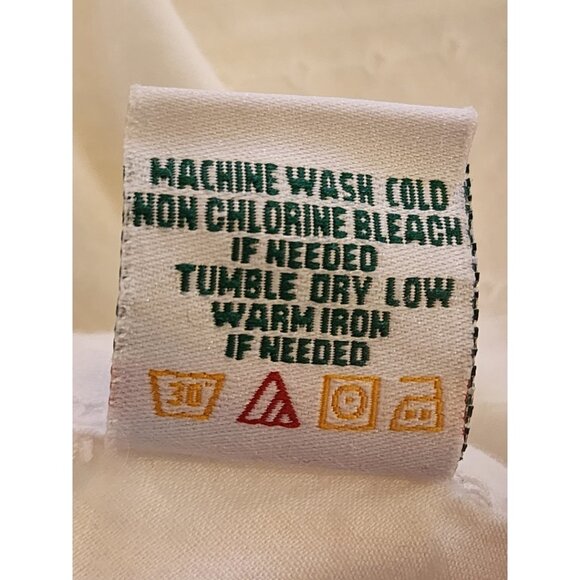 MACHINE WASH COLD
NON CHLORINE BLEACH
IF NEEDED
TUMBLE DRY LOW
WARM IRON
IF NEEDED
30°